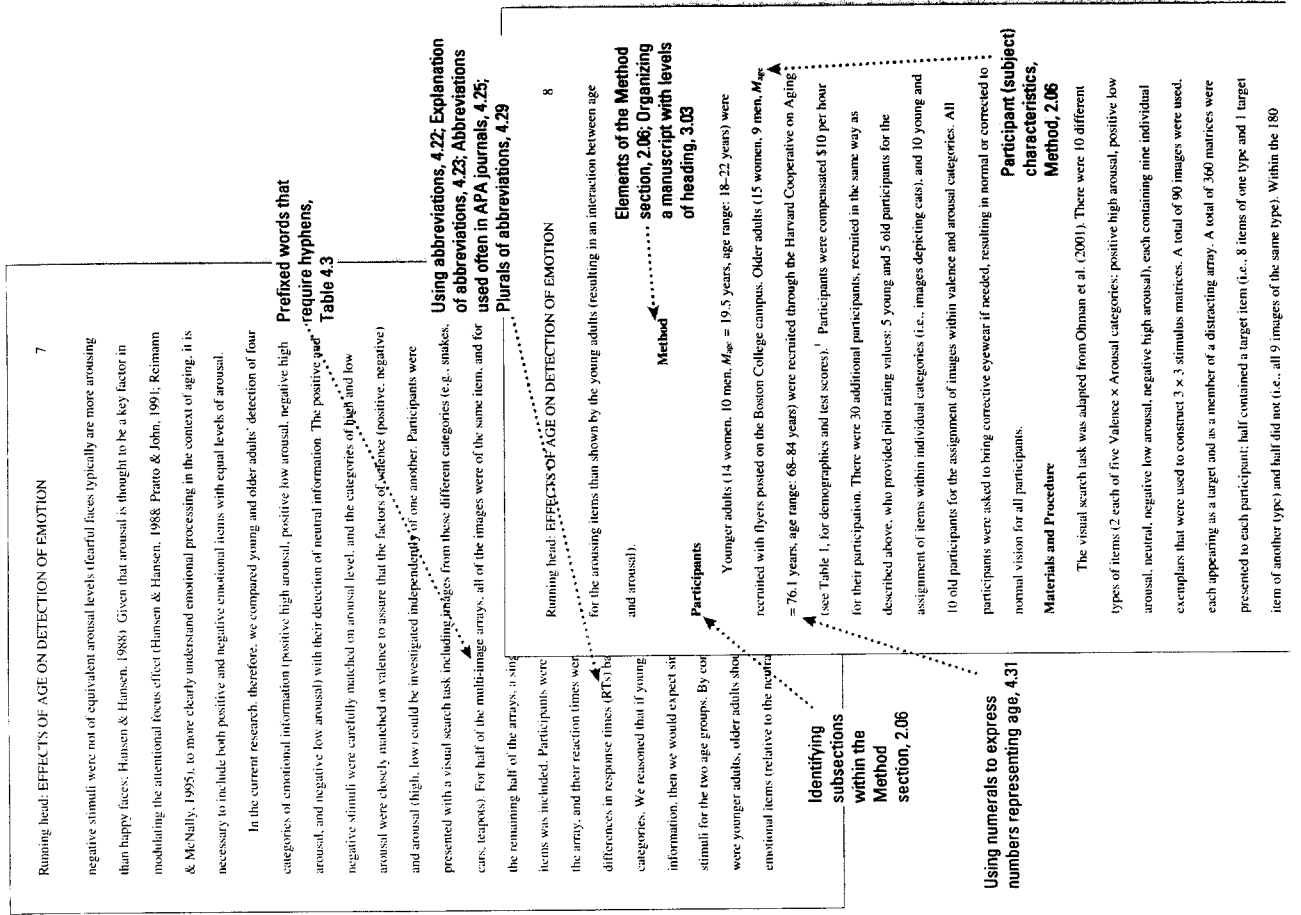 Running head: EFFECTS OF AGE ON DETECTION OF EMOTION 7
negative stimuli were not of equivalent arousal levels (fearful faces typically are more arousing
than happy faces; Hansen & Hansen, 1988). Given that arousal is thought to be a key factor in
modulating the attentional focus effect (Hansen & Hansen, 1988; Pratto & John, 1991; Reimann
& McNally, 1995), to more clearly understand emotional processing in the context of aging, it is
necessary to include both positive and negative emotional items with equal levels of arousal.
In the current research, therefore, we compared young and older adults' detection of four
categories of emotional information (positive high arousal, positive low arousal, negative high
arousal, and negative low arousal) with their detection of neutral information. The positive and
negative stimuli were carefully matched on arousal level, and the categories of high and low
arousal were closely matched on valence to assure that the factors of valence (positive, negative)
and arousal (high, low) could be investigated independently of one another. Participants were
presented with a visual search task including images from these different categories (e.g., snakes,
cars, teapots). For half of the multi-image arrays, all of the images were of the same item, and for
the remaining half of the arrays, a sing
items was included. Participants were
the array, and their reaction times wer
differences in response times (RTs) ba
categories. We reasoned that if young
information, then we would expect sir
stimuli for the two age groups. By cor
were younger adults, older adults shou
emotional items (relative to the neutra
Prefixed words that
require hyphens,
Table 4.3
Using abbreviations, 4.22; Explanation
of abbreviations, 4.23; Abbreviations
used often in APA journals, 4.25;
Plurals of abbreviations, 4.29
Running head: EFFECTS OF AGE ON DETECTION OF EMOTION 8
for the arousing items than shown by the young adults (resulting in an interaction between age
and arousal).
Method
Elements of the Method
section, 2.06; Organizing
a manuscript with levels
of heading, 3.03
Participants
Younger adults (14 women, 10 men, Mage = 19.5 years, age range: 18–22 years) were
recruited with flyers posted on the Boston College campus. Older adults (15 women, 9 men, Mage
= 76.1 years, age range: 68–84 years) were recruited through the Harvard Cooperative on Aging
(see Table 1, for demographics and test scores).1 Participants were compensated $10 per hour
for their participation. There were 30 additional participants, recruited in the same way as
described above, who provided pilot rating values: 5 young and 5 old participants for the
assignment of items within individual categories (i.e., images depicting cats), and 10 young and
10 old participants for the assignment of images within valence and arousal categories. All
participants were asked to bring corrective eyewear if needed, resulting in normal or corrected to
normal vision for all participants.
Materials and Procedure
The visual search task was adapted from Ohman et al. (2001). There were 10 different
types of items (2 each of five Valence × Arousal categories: positive high arousal, positive low
arousal, neutral, negative low arousal, negative high arousal), each containing nine individual
exemplars that were used to construct 3 × 3 stimulus matrices. A total of 90 images were used,
each appearing as a target and as a member of a distracting array. A total of 360 matrices were
presented to each participant; half contained a target item (i.e., 8 items of one type and 1 target
item of another type) and half did not (i.e., all 9 images of the same type). Within the 180
Identifying
subsections
within the
Method
section, 2.06
Using numerals to express
numbers representing age, 4.31
Participant (subject)
characteristics,
Method, 2.06